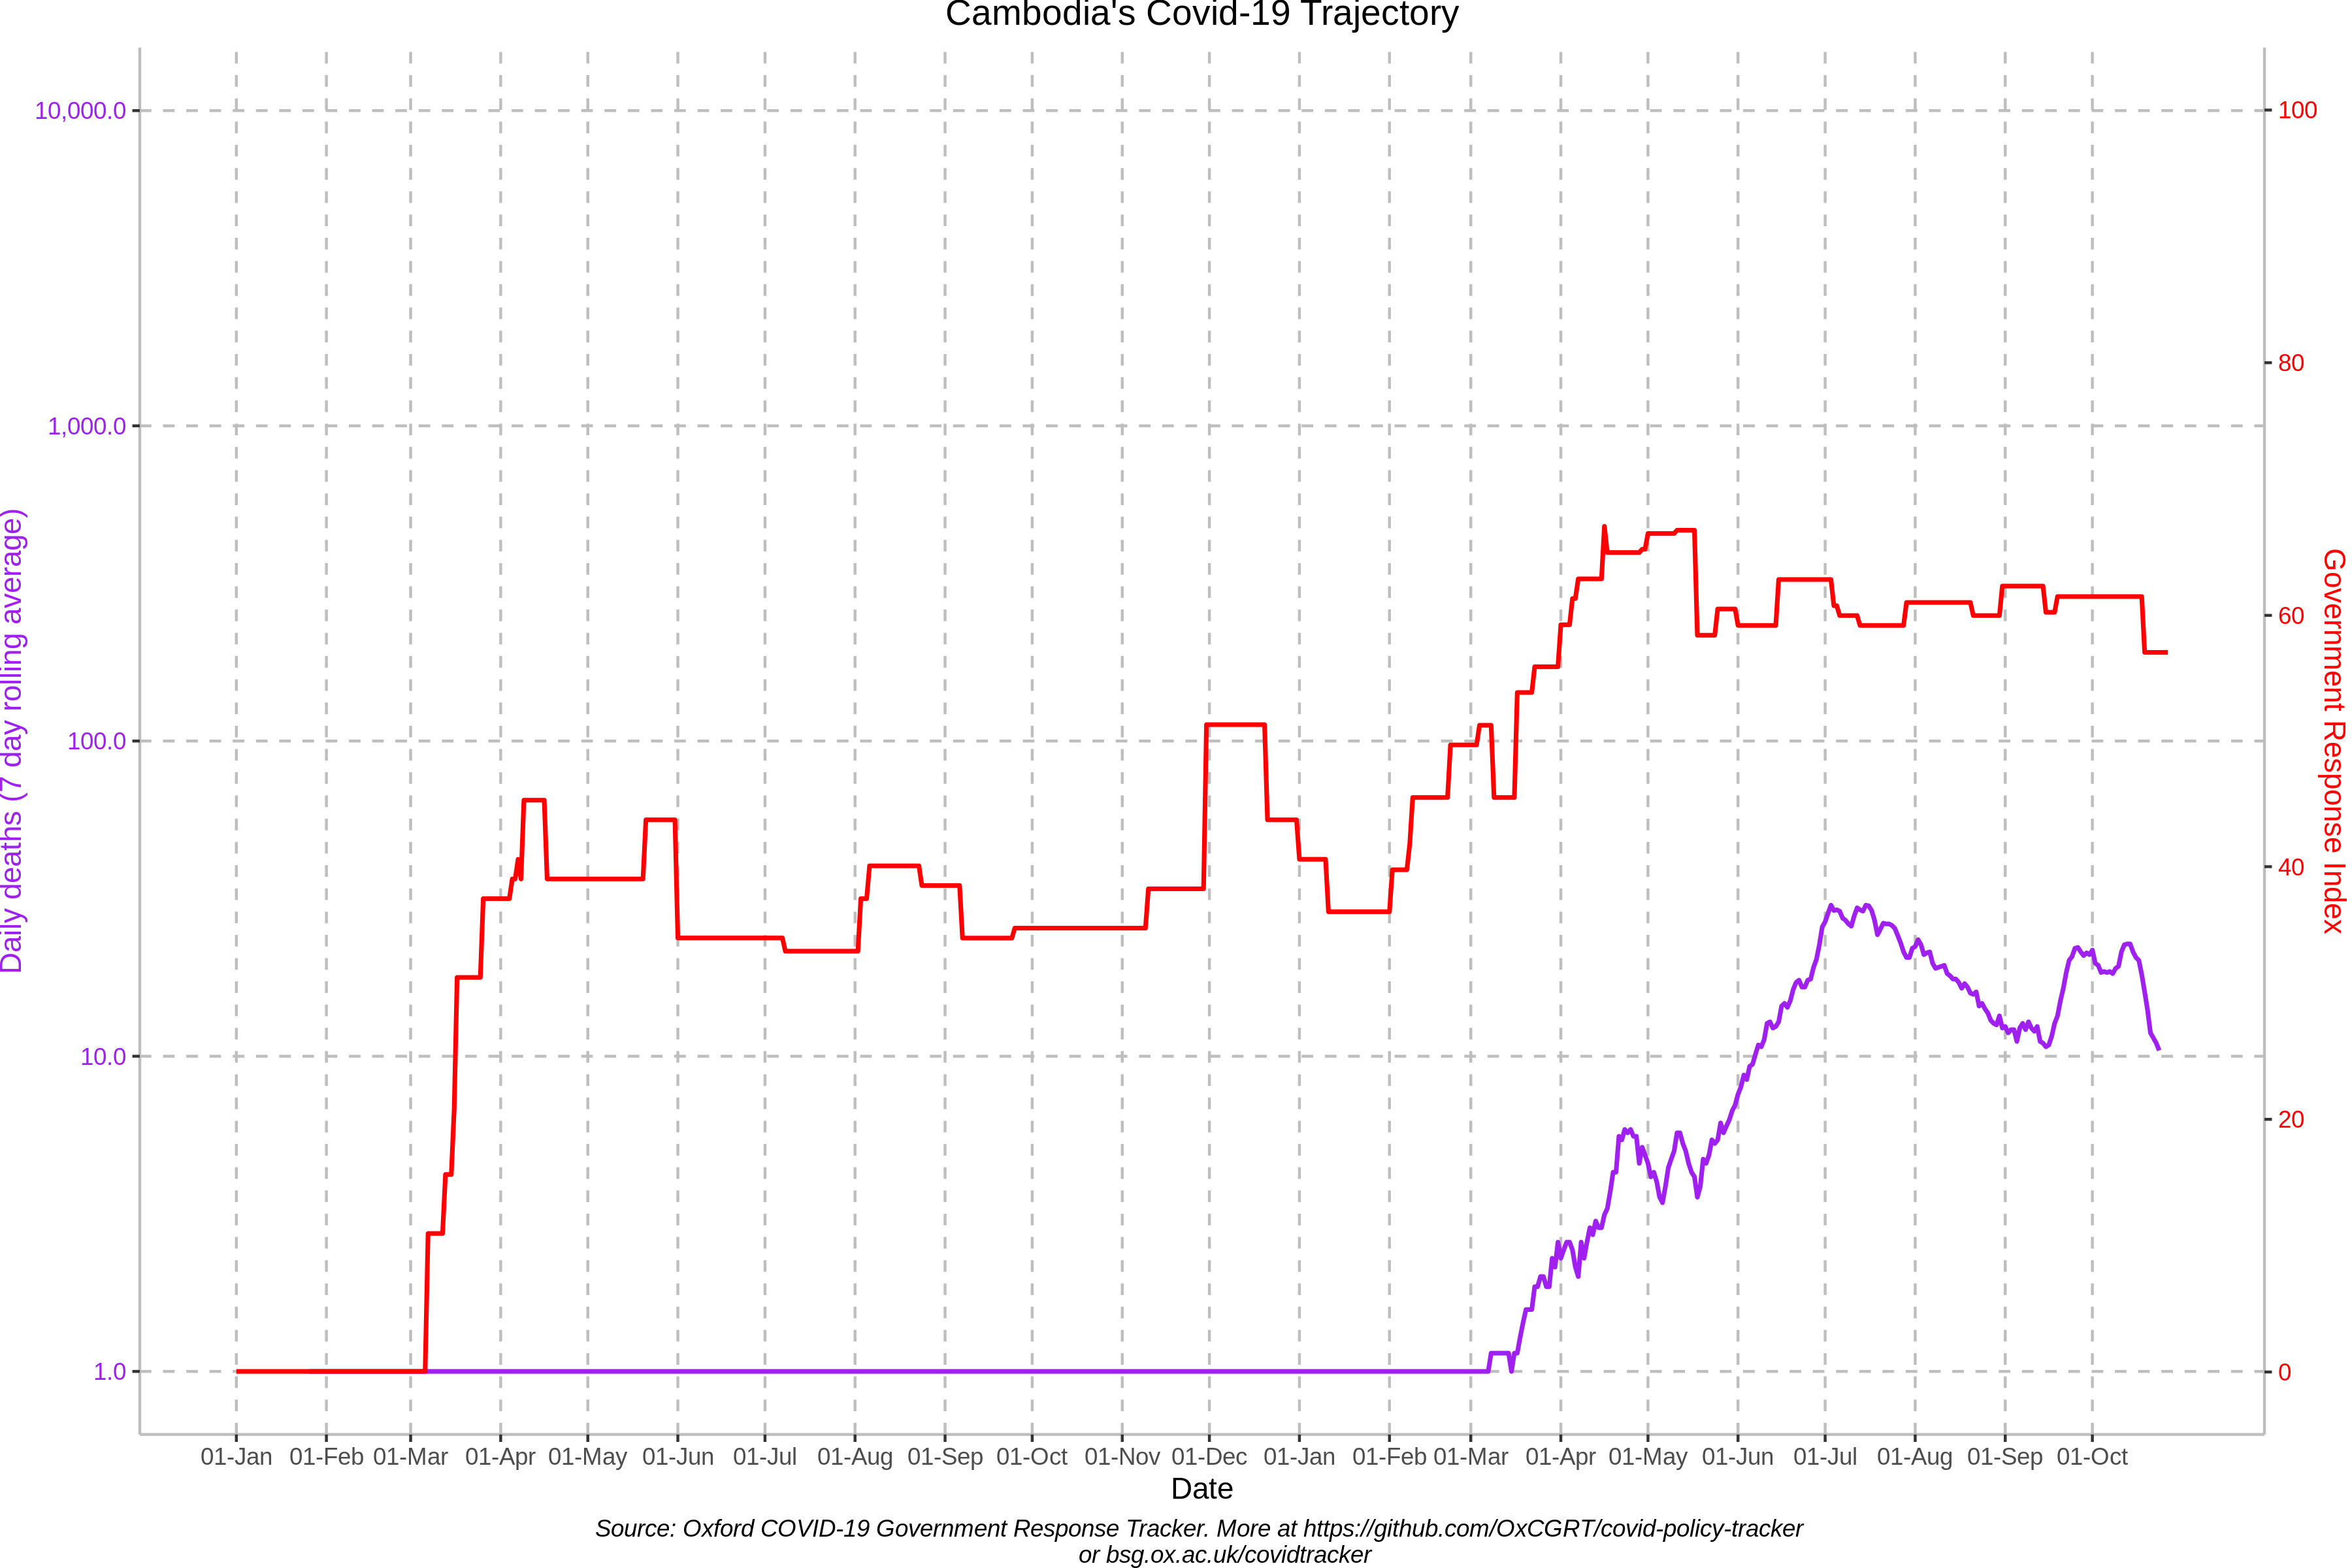 Cambodia's Covid-19 Trajectory
Daily deaths (7 day rolling average)
10,000.0
1,000.0
100.0
10.0
1.0
100
80
60
40
20
0
Government Response Index
01-Jan 01-Feb 01-Mar 01-Apr 01-May 01-Jun 01-Jul 01-Aug 01-Sep 01-Oct 01-Nov 01-Dec 01-Jan 01-Feb 01-Mar 01-Apr 01-May 01-Jun 01-Jul 01-Aug 01-Sep 01-Oct
Date
Source: Oxford COVID-19 Government Response Tracker. More at https://github.com/OxCGRT/covid-policy-tracker
or bsg.ox.ac.uk/covidtracker